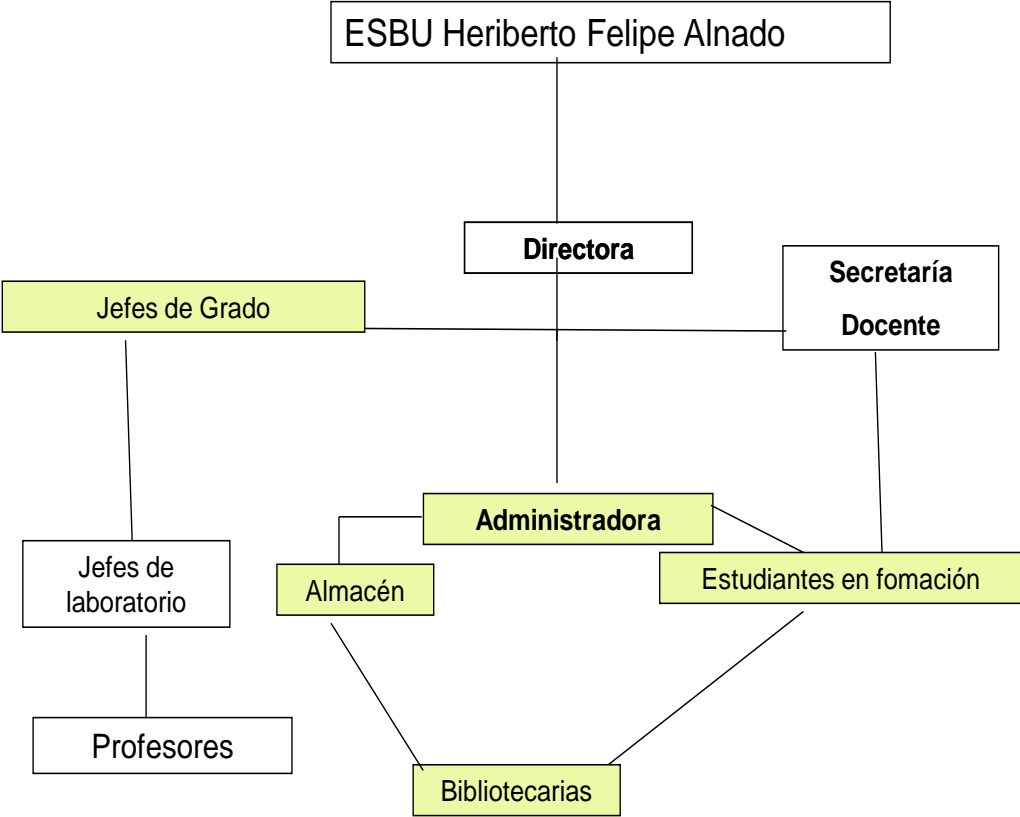 ESBU Heriberto Felipe Alnado
Directora
Secretaría
Docente
Jefes de Grado
Administradora
Jefes de
laboratorio
Almacén
Estudiantes en fomación
Profesores
Bibliotecarias